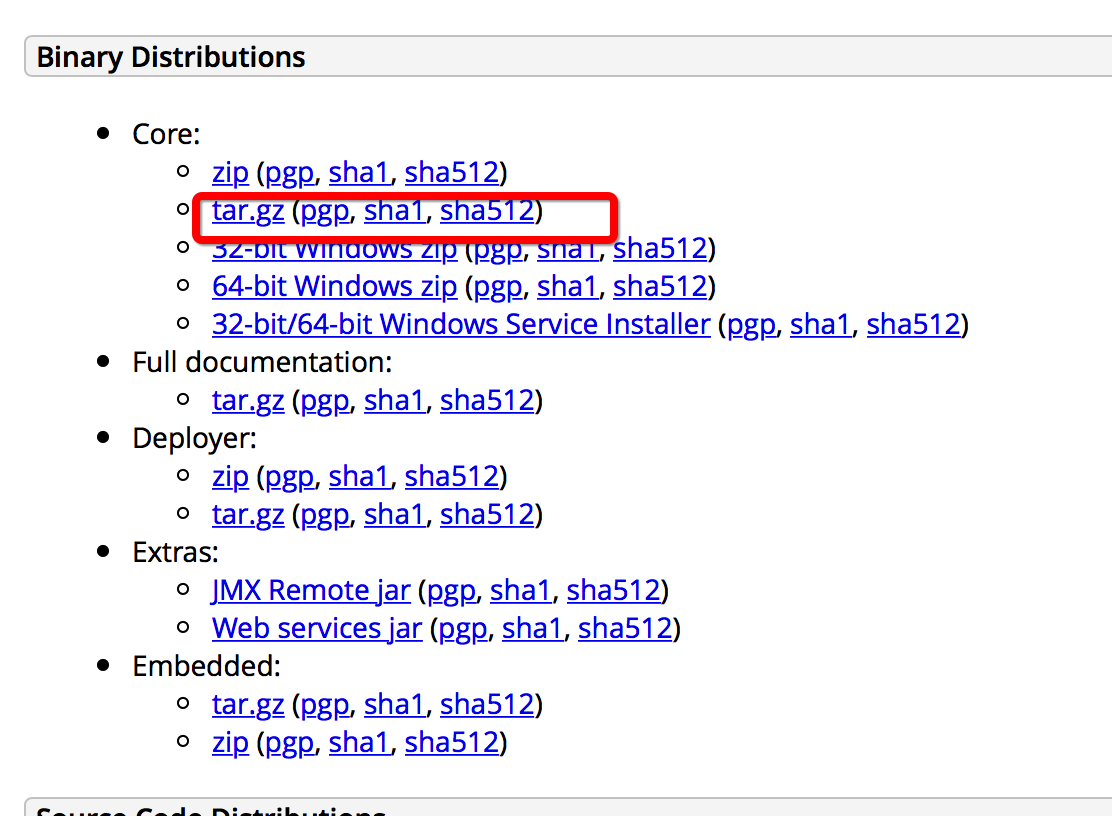 Binary Distributions
Core:
zip (pgp, sha1, sha512)
tar.gz (pgp, sha1, sha512)
32-bit Windows zip (pgp, sha1, sha512)
64-bit Windows zip (pgp, sha1, sha512)
32-bit/64-bit Windows Service Installer (pgp, sha1, sha512)
Full documentation:
tar.gz (pgp, sha1, sha512)
Deployer:
zip (pgp, sha1, sha512)
tar.gz (pgp, sha1, sha512)
Extras:
JMX Remote jar (pgp, sha1, sha512)
Web services jar (pgp, sha1, sha512)
Embedded:
tar.gz (pgp, sha1, sha512)
zip (pgp, sha1, sha512)
Source Code Distributions